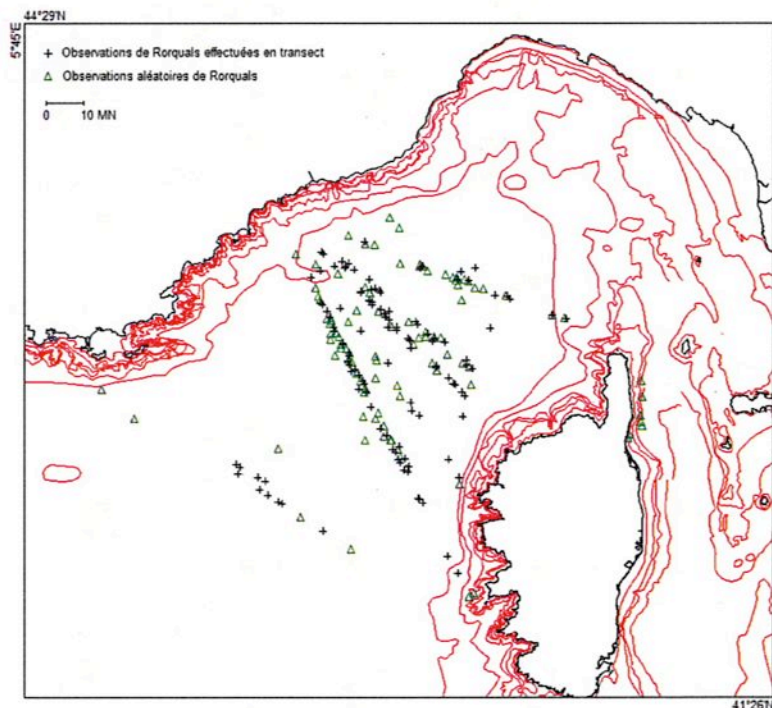 44°29'N
5°45'E
+ Observations de Rorquals effectuées en transect
△ Observations aléatoires de Rorquals
0 10 MN
41°26'N